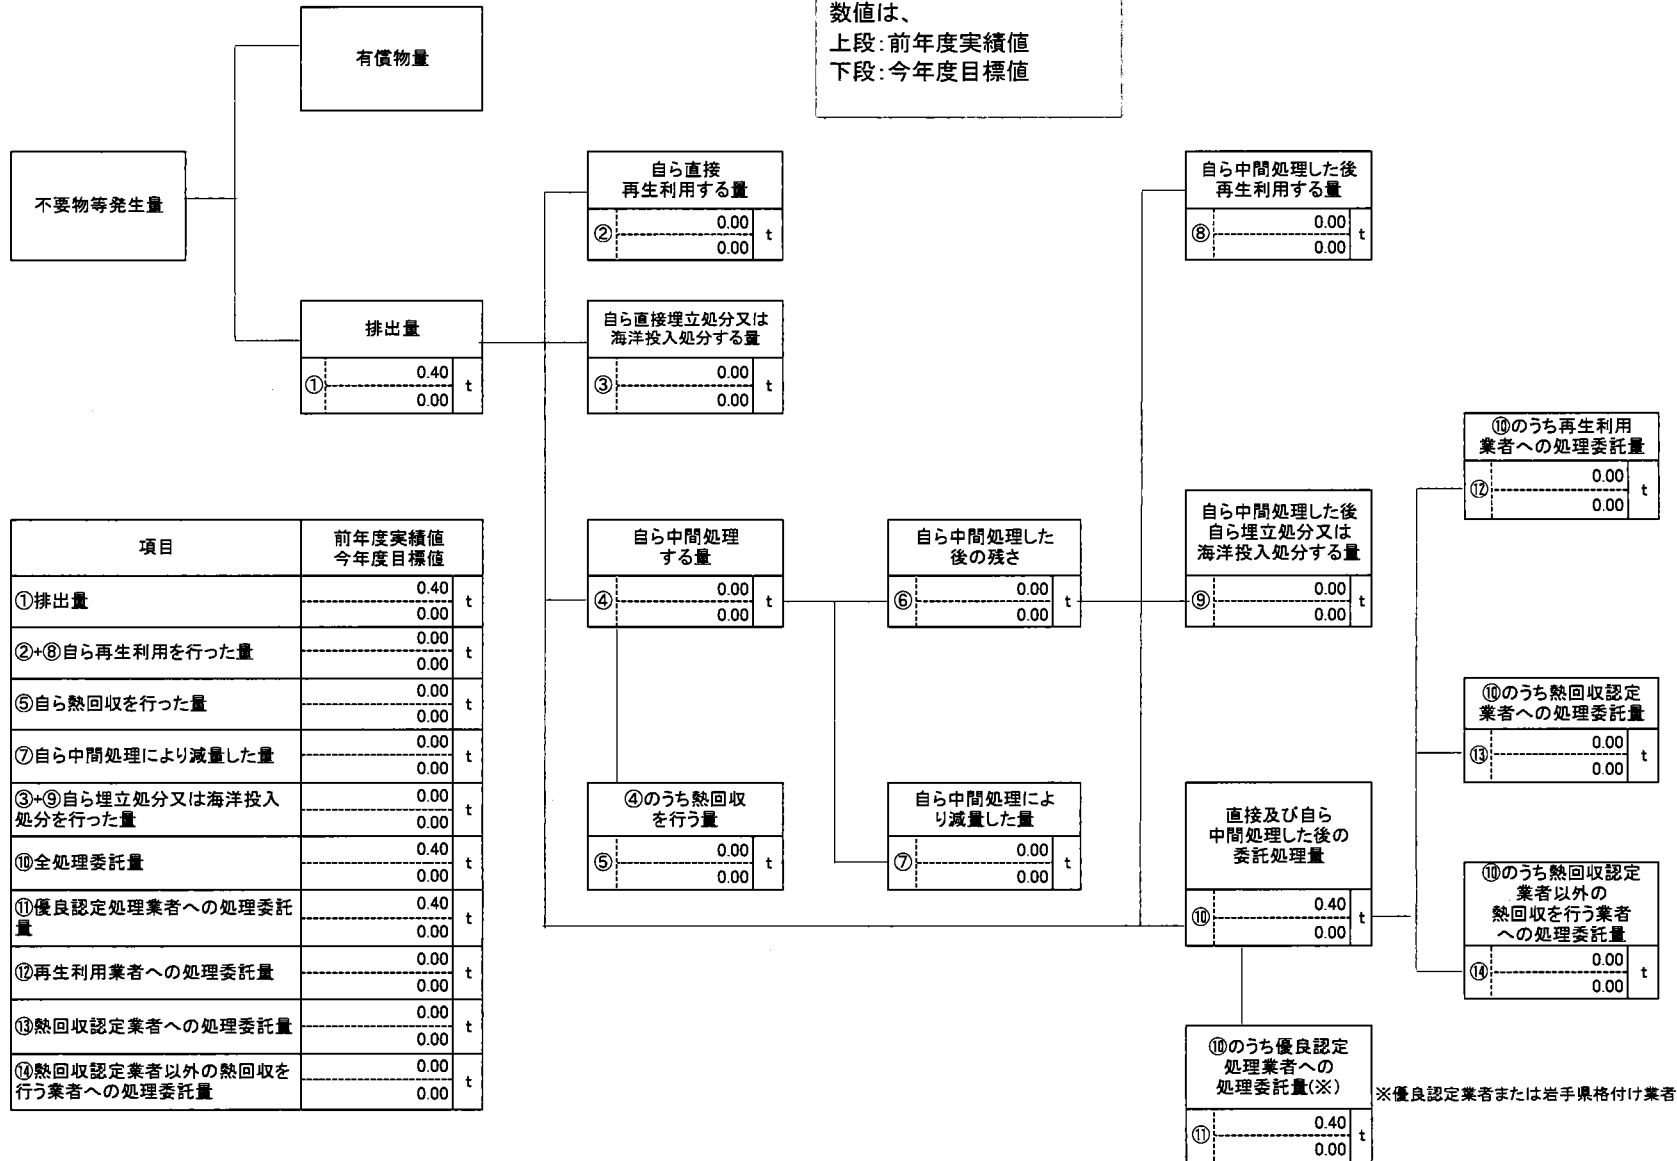 数値は、
上段：前年度実績値
下段：今年度目標値
有償物量
不要物等発生量
排出量
①
0.40
0.00
t
自ら直接
再生利用する量
②
0.00
0.00
t
自ら直接埋立処分又は
海洋投入処分する量
③
0.00
0.00
t
自ら中間処理
する量
④
0.00
0.00
t
④のうち熱回収
を行う量
⑤
0.00
0.00
t
自ら中間処理した
後の残さ
⑥
0.00
0.00
t
自ら中間処理によ
り減量した量
⑦
0.00
0.00
t
自ら中間処理した後
再生利用する量
⑧
0.00
0.00
t
自ら中間処理した後
自ら埋立処分又は
海洋投入処分する量
⑨
0.00
0.00
t
直接及び自ら
中間処理した後の
委託処理量
⑩
0.40
0.00
t
⑩のうち優良認定
処理業者への
処理委託量(※)
⑪
0.40
0.00
t
※優良認定業者または岩手県格付け業者
⑩のうち再生利用
業者への処理委託量
⑫
0.00
0.00
t
⑩のうち熱回収認定
業者への処理委託量
⑬
0.00
0.00
t
⑩のうち熱回収認定
業者以外の
熱回収を行う業者
への処理委託量
⑭
0.00
0.00
t
項目
前年度実績値
今年度目標値
①排出量
0.40
0.00
t
②+⑧自ら再生利用を行った量
0.00
0.00
t
⑤自ら熱回収を行った量
0.00
0.00
t
⑦自ら中間処理により減量した量
0.00
0.00
t
③+⑨自ら埋立処分又は海洋投入
処分を行った量
0.00
0.00
t
⑩全処理委託量
0.40
0.00
t
⑪優良認定処理業者への処理委託
量
0.40
0.00
t
⑫再生利用業者への処理委託量
0.00
0.00
t
⑬熱回収認定業者への処理委託量
0.00
0.00
t
⑭熱回収認定業者以外の熱回収を
行う業者への処理委託量
0.00
0.00
t